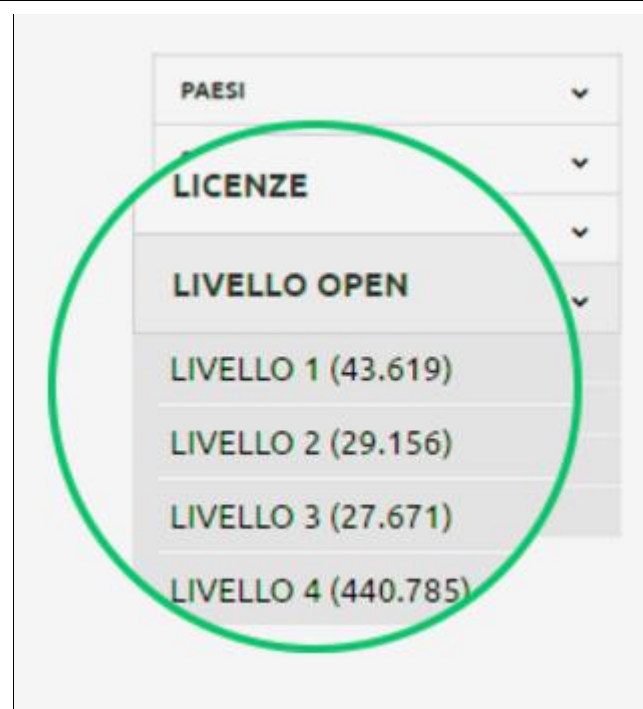 PAESI
LICENZE
LIVELLO OPEN
LIVELLO 1 (43.619)
LIVELLO 2 (29.156)
LIVELLO 3 (27.671)
LIVELLO 4 (440.785)